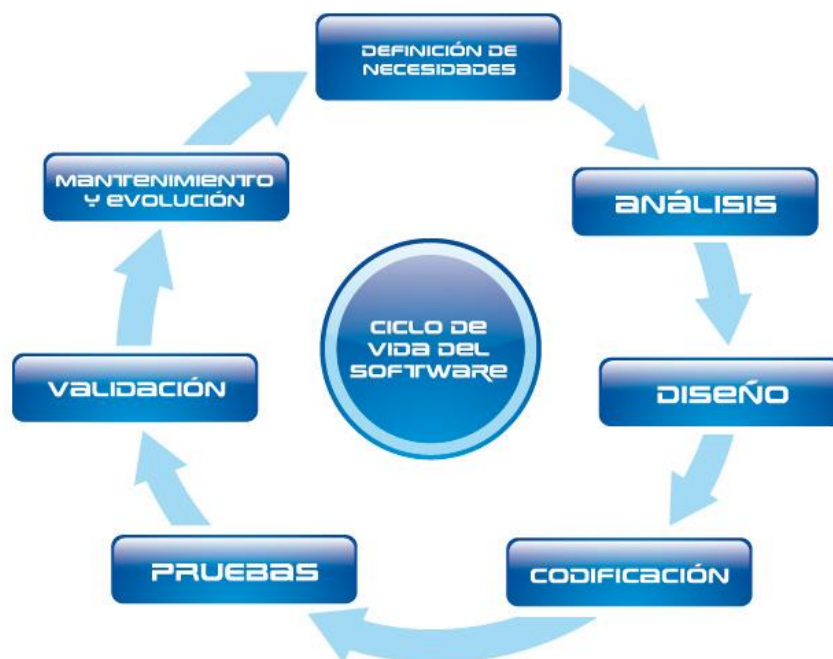 DEFINICIÓN DE
NECESIDADES
ANÁLISIS
DISEÑO
CODIFICACIÓN
PRUEBAS
VALIDACIÓN
MANTENIMIENTO
Y EVOLUCIÓN
CICLO DE
VIDA DEL
SOFTWARE